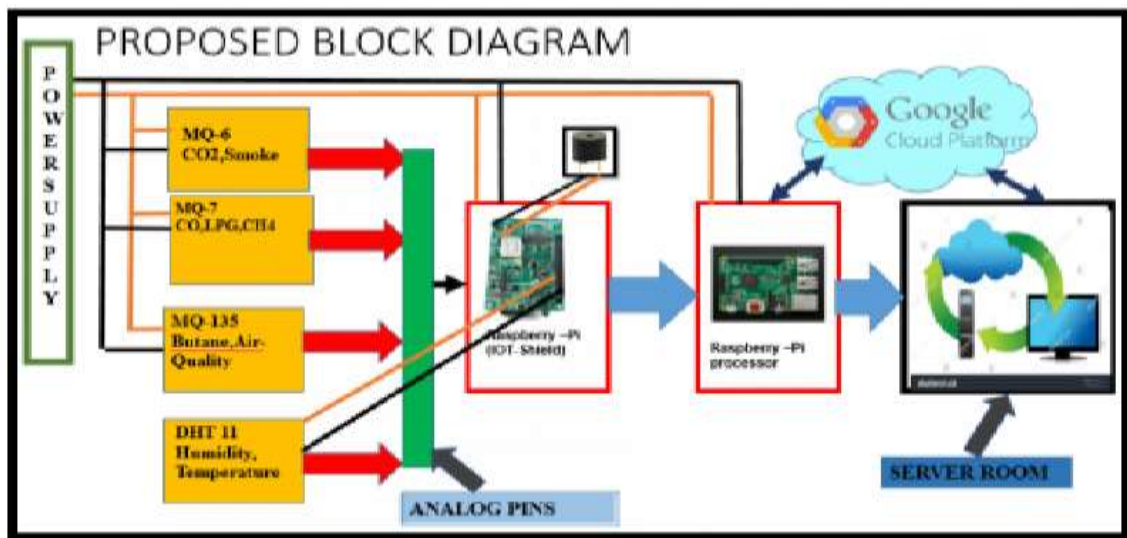 PROPOSED BLOCK DIAGRAM
POWERSUPPLY
MQ-6
CO2,Smoke
MQ-7
CO,LPG,CH4
MQ-135
Butane,Air-
Quality
DHT 11
Humidity,
Temperature
ANALOG PINS
Raspberry -Pi
(IOT-Shield)
Raspberry -Pi
processor
Google
Cloud Platform
SERVER ROOM